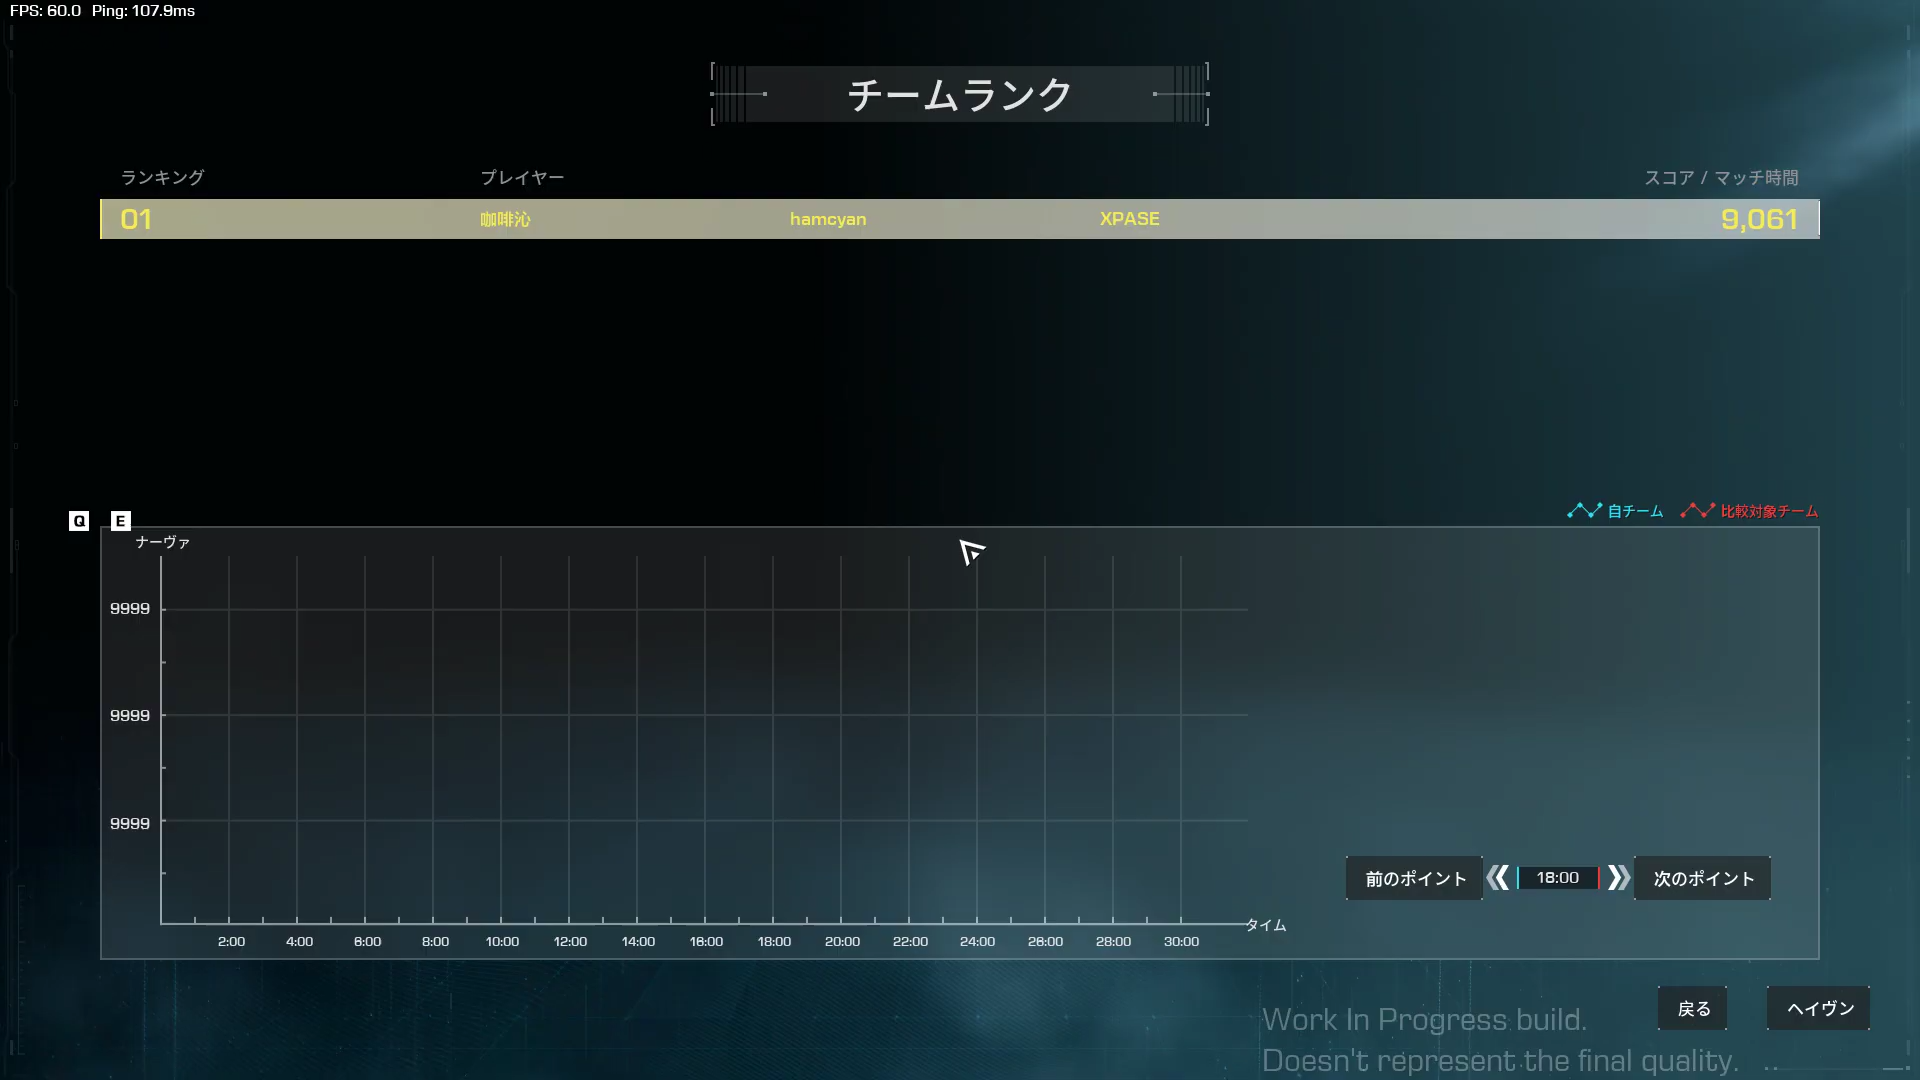 FPS: 60.0 Ping: 107.9ms
チームランク
ランキング プレイヤー スコア / マッチ時間
01 咖啡沁 hamcyan XPASE 9,061
Q E 自チーム 比較対象チーム
ナーヴァ
9999
9999
9999
前のポイント 18:00 次のポイント
タイム
2:00 4:00 6:00 8:00 10:00 12:00 14:00 16:00 18:00 20:00 22:00 24:00 26:00 28:00 30:00
戻る ヘイヴン
Work In Progress build.
Doesn't represent the final quality.